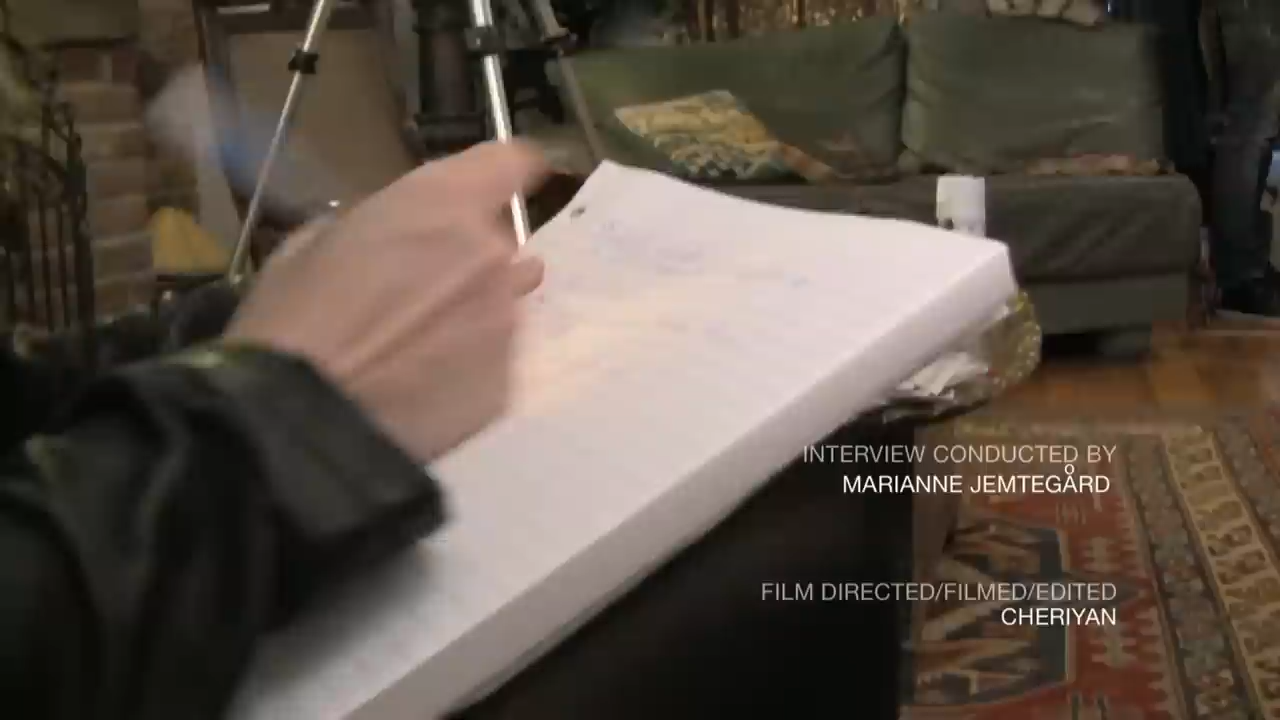 INTERVIEW CONDUCTED BY
MARIANNE JEMTEGÅRD
FILM DIRECTED/FILMED/EDITED
CHERIYAN